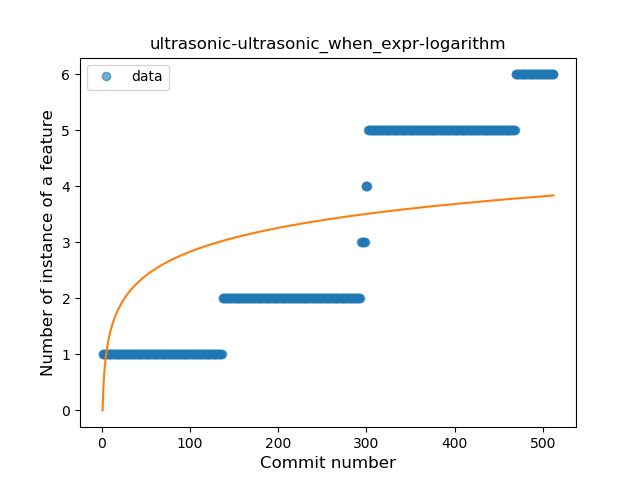 ultrasonic-ultrasonic_when_expr-logarithm
data
Number of instance of a feature
6
5
4
3
2
1
0
0 100 200 300 400 500
Commit number